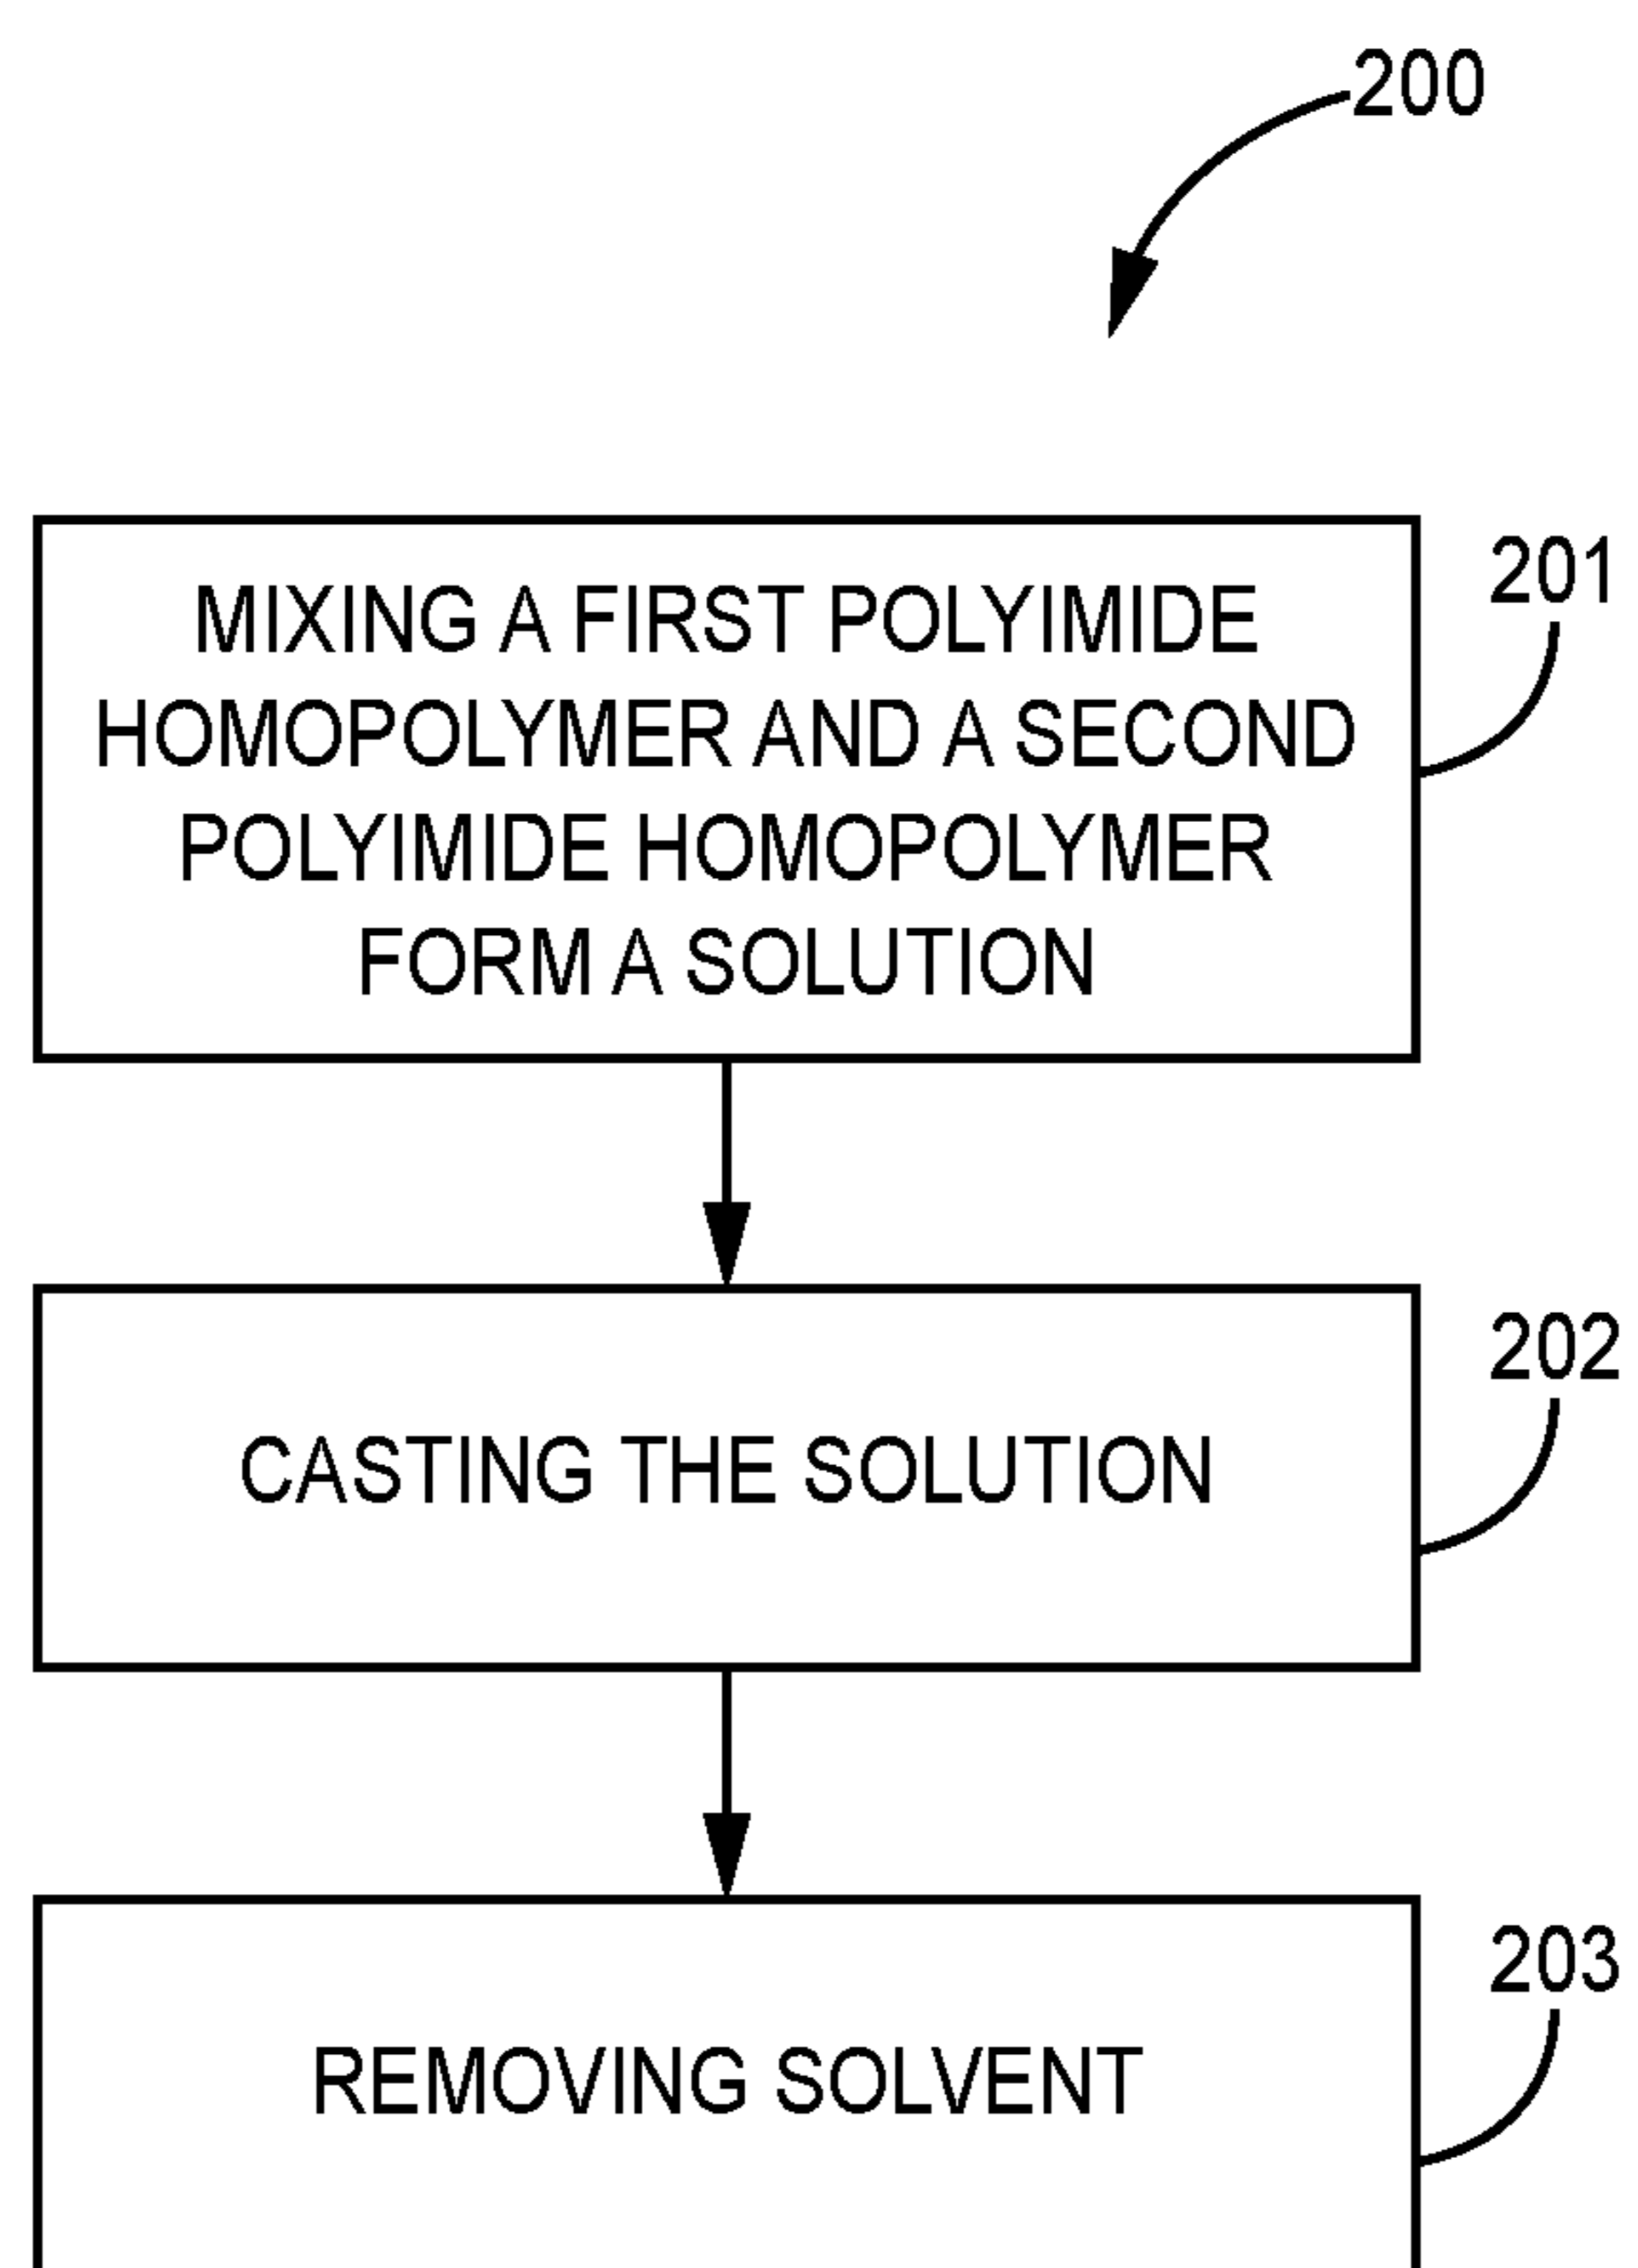 200
MIXING A FIRST POLYIMIDE
HOMOPOLYMER AND A SECOND
POLYIMIDE HOMOPOLYMER
FORM A SOLUTION
201
CASTING THE SOLUTION
202
REMOVING SOLVENT
203